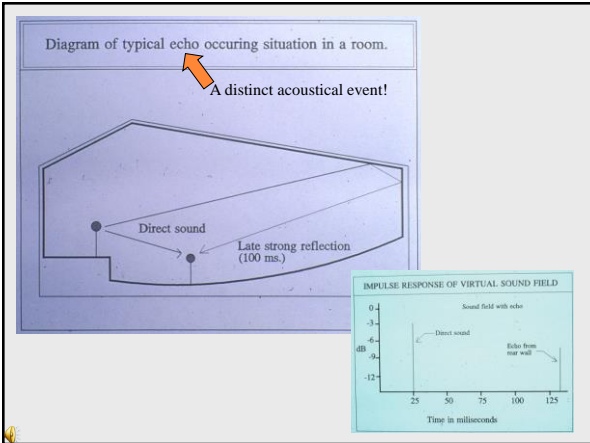 Diagram of typical echo occuring situation in a room.
A distinct acoustical event!
Direct sound
Late strong reflection
(100 ms.)
IMPULSE RESPONSE OF VIRTUAL SOUND FIELD
Sound field with echo
0
-3
-6
-9
-12
dB
Direct sound
Echo from
rear wall
25 50 75 100 125
Time in miliseconds